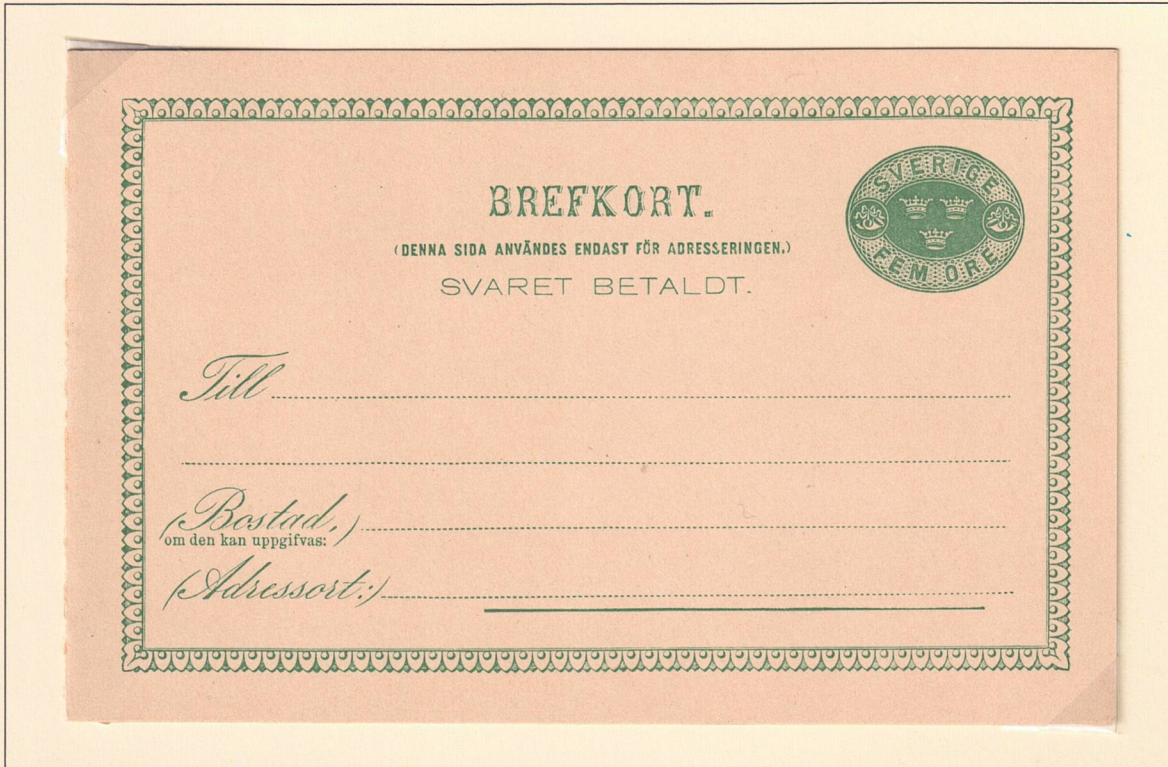 BREFKORT.
(DENNA SIDA ANVÄNDES ENDAST FÖR ADRESSERINGEN.)
SVARET BETALDT.
SVERIGE
FEM ÖRE
Till
(Bostad,)
om den kan uppgifvas:
(Adressort:)